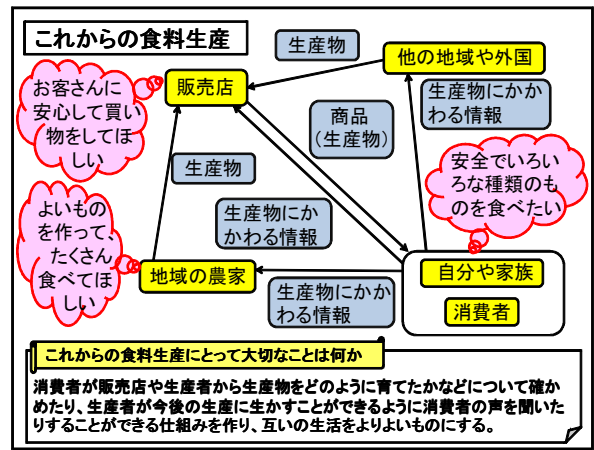 これからの食料生産
生産物
他の地域や外国
販売店
お客さんに
安心して買い
物をしてほ
しい
商品
（生産物）
生産物にかか
わる情報
安全でいろい
ろな種類のも
のを食べたい
生産物
よいもの
を作って、
たくさん
食べてほ
しい
生産物にか
かわる情報
地域の農家
生産物にかか
わる情報
自分や家族
消費者
これからの食料生産にとって大切なことは何か
消費者が販売店や生産者から生産物をどのように育てたかなどについて確か
めたり、生産者が今後の生産に生かすことができるように消費者の声を聞いた
りすることができる仕組みを作り、互いの生活をよりよいものにする。